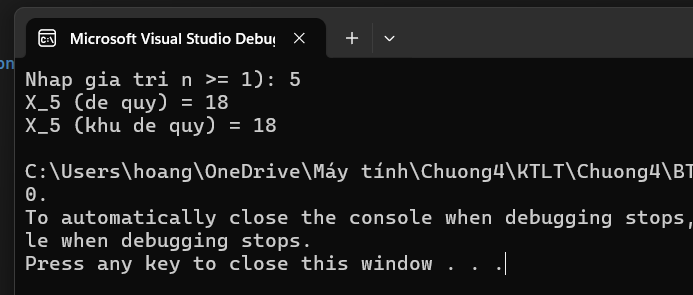 on
Microsoft Visual Studio Debu
Nhap gia tri n >= 1): 5
X_5 (de quy) = 18
X_5 (khu de quy) = 18
C:\Users\hoang\OneDrive\Máy tính\Chuong4\KTLT\Chuong4\BT
0.
To automatically close the console when debugging stops,
le when debugging stops.
Press any key to close this window . . .